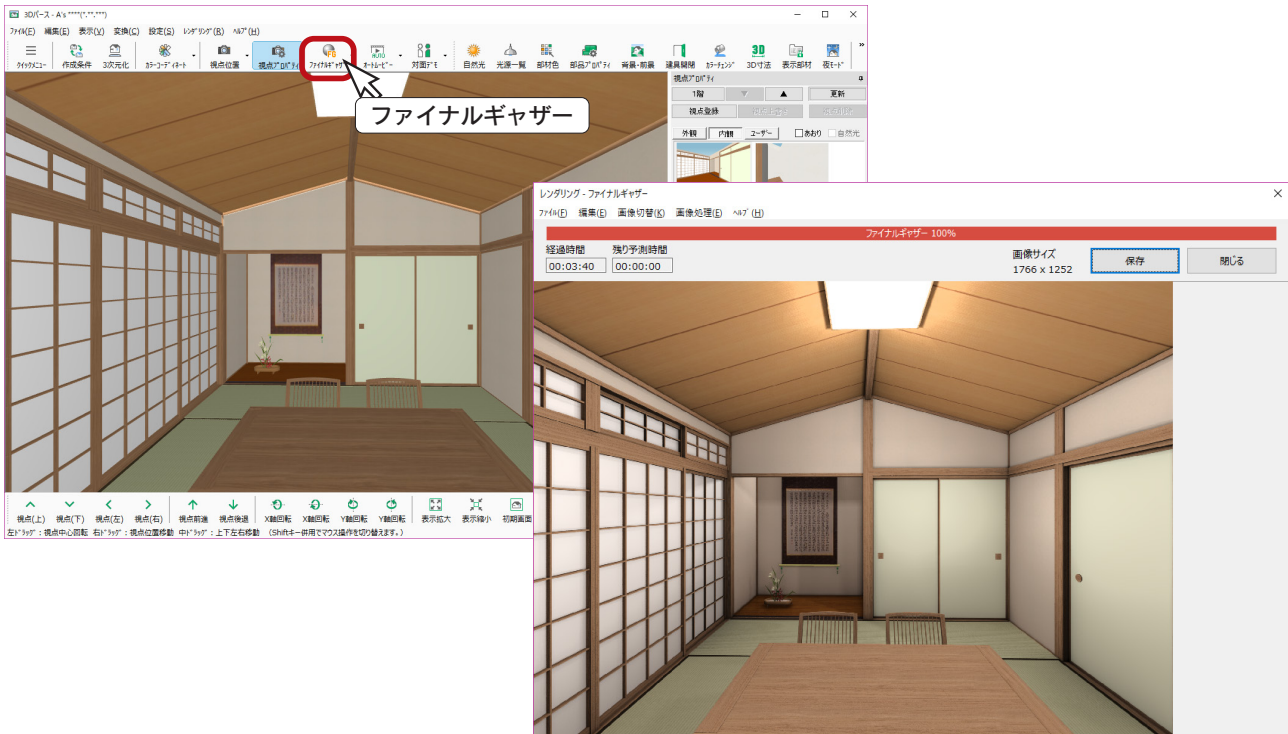 3Dパース - A's ****(*.**.***)
ﾌｧｲﾙ(F) 編集(E) 表示(V) 変換(C) 設定(S) ﾚﾝﾀﾞﾘﾝｸﾞ(R) ﾍﾙﾌﾟ(H)
ｸｲｯｸﾒﾆｭｰ 作成条件 3次元化 ｶﾗｰｺｰﾃﾞｨﾈｰﾄ 視点位置 視点ﾌﾟﾛﾊﾟﾃｨ ﾌｧｲﾅﾙｷﾞｬｻﾞｰ ｵｰﾄﾑｰﾋﾞｰ 対面ﾃﾞﾓ 自然光 光源一覧 部材色 部品ﾌﾟﾛﾊﾟﾃｨ 背景・前景 建具開閉 ｶﾗｰﾁｪﾝｼﾞ 3D寸法 表示部材 夜ﾓｰﾄﾞ »
視点ﾌﾟﾛﾊﾟﾃｨ
1階 ▼ ▲ 更新
視点登録
外観 内観 ﾕｰｻﾞｰ あおり 自然光
ファイナルギャザー
レンダリング - ファイナルギャザー
ﾌｧｲﾙ(F) 編集(E) 画像切替(K) 画像処理(E) ﾍﾙﾌﾟ(H)
ファイナルギャザー 100%
経過時間 残り予測時間
00:03:40 00:00:00
画像サイズ
1766 x 1252
保存 閉じる
視点(上) 視点(下) 視点(左) 視点(右) 視点前進 視点後退 X軸回転 X軸回転 Y軸回転 Y軸回転 表示拡大 表示縮小 初期画面
左ﾄﾞﾗｯｸﾞ：視点中心回転 右ﾄﾞﾗｯｸﾞ：視点位置移動 中ﾄﾞﾗｯｸﾞ：上下左右移動 (Shiftキー併用でマウス操作を切り替えます。)